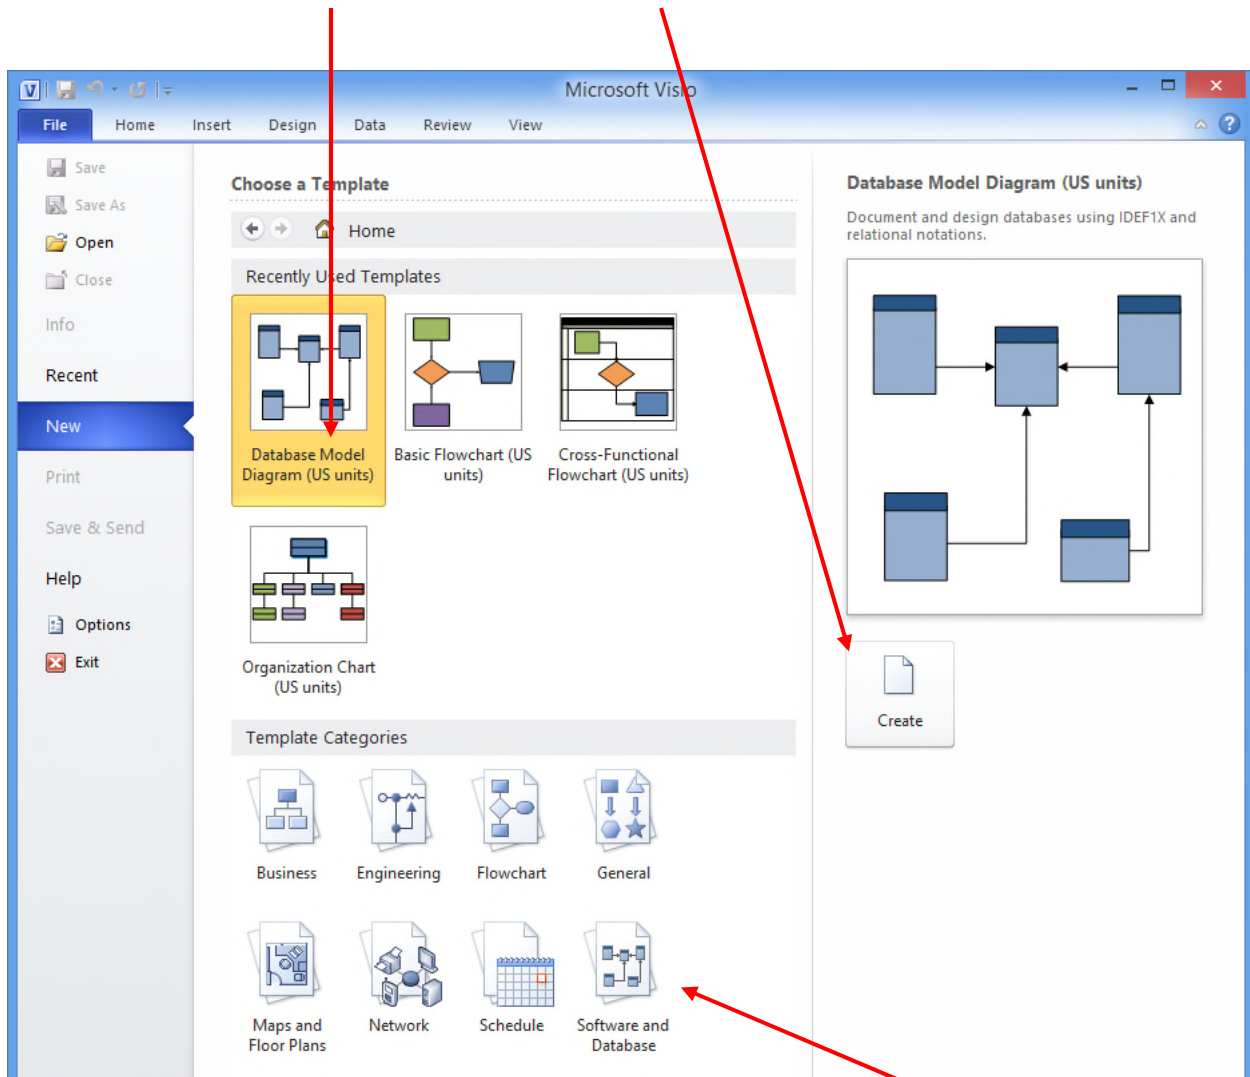 Microsoft Visio
File Home Insert Design Data Review View
Save
Save As
Open
Close
Info
Recent
New
Print
Save & Send
Help
Options
Exit
Choose a Template
Home
Recently Used Templates
Database Model
Diagram (US units)
Basic Flowchart (US
units)
Cross-Functional
Flowchart (US units)
Organization Chart
(US units)
Template Categories
Business
Engineering
Flowchart
General
Maps and
Floor Plans
Network
Schedule
Software and
Database
Database Model Diagram (US units)
Document and design databases using IDEF1X and
relational notations.
Create